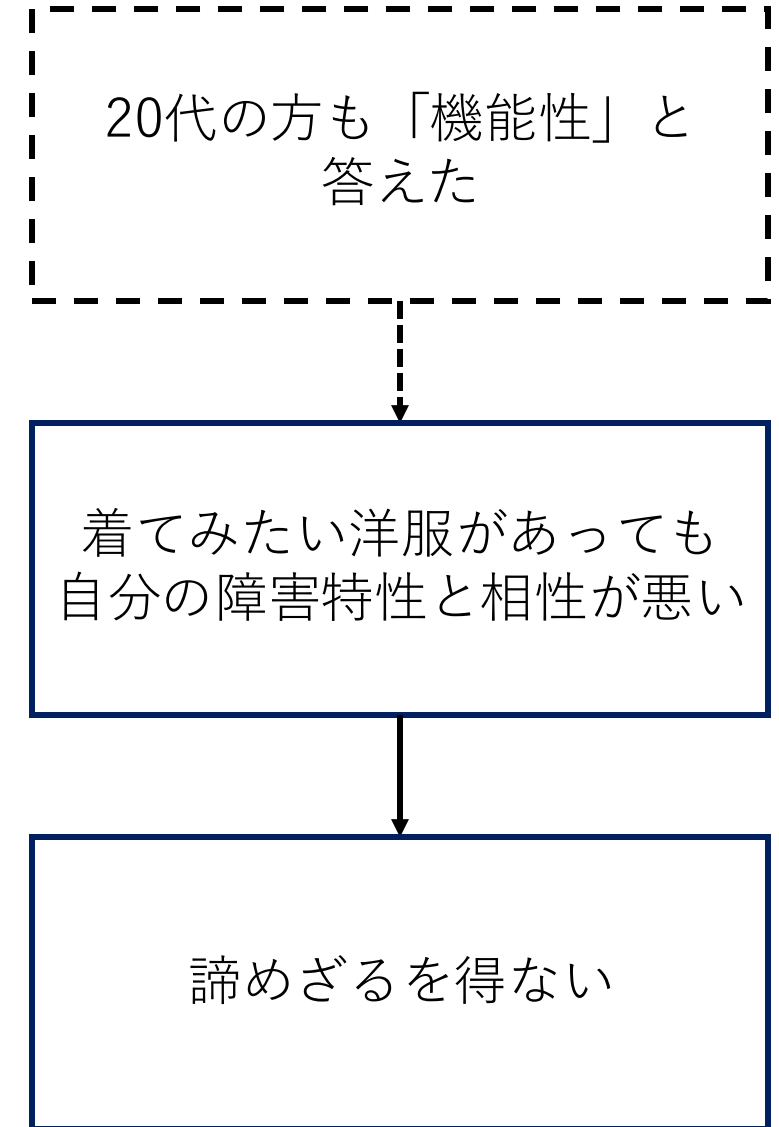 20代の方も「機能性」と
答えた
着てみたい洋服があっても
自分の障害特性と相性が悪い
諦めざるを得ない